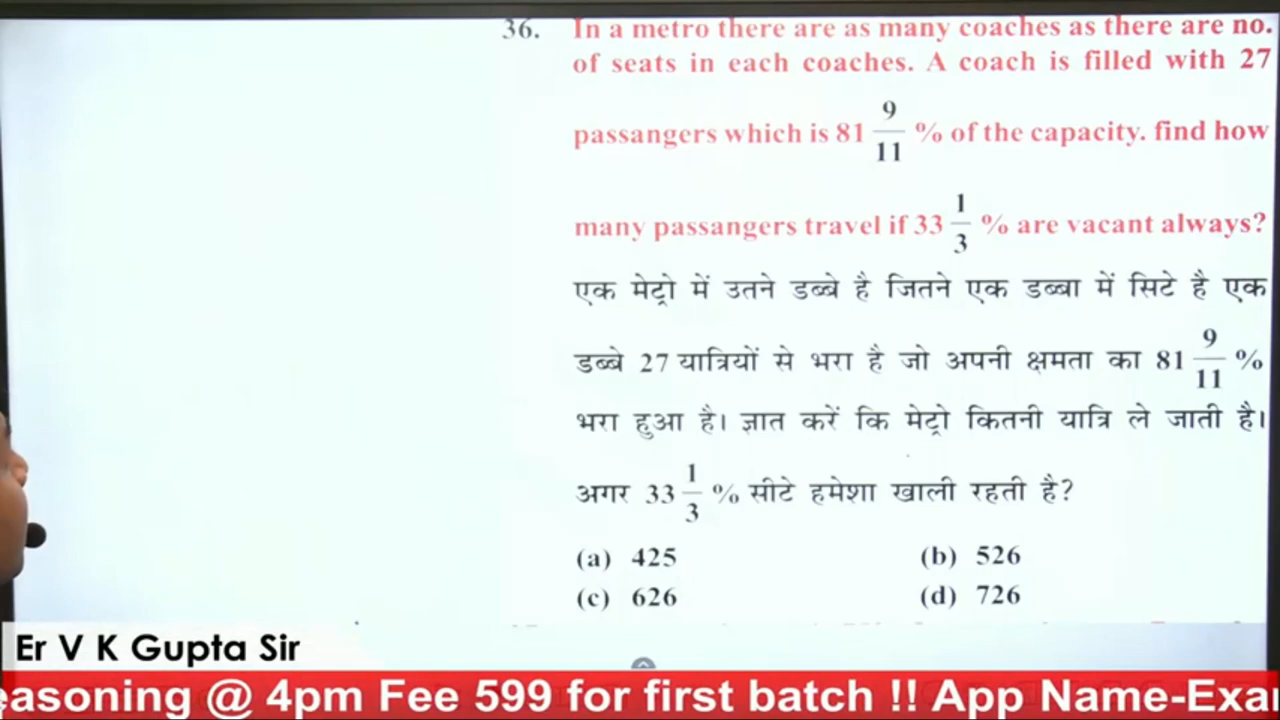 36. In a metro there are as many coaches as there are no.
of seats in each coaches. A coach is filled with 27
passangers which is 81 9/11 % of the capacity. find how
many passangers travel if 33 1/3 % are vacant always?
एक मेट्रो में उतने डब्बे है जितने एक डब्बा में सिटे है एक
डब्बे 27 यात्रियों से भरा है जो अपनी क्षमता का 81 9/11 %
भरा हुआ है। ज्ञात करें कि मेट्रो कितनी यात्रि ले जाती है।
अगर 33 1/3 % सीटे हमेशा खाली रहती है?
(a) 425 (b) 526
(c) 626 (d) 726
Er V K Gupta Sir
easoning @ 4pm Fee 599 for first batch !! App Name-Exa